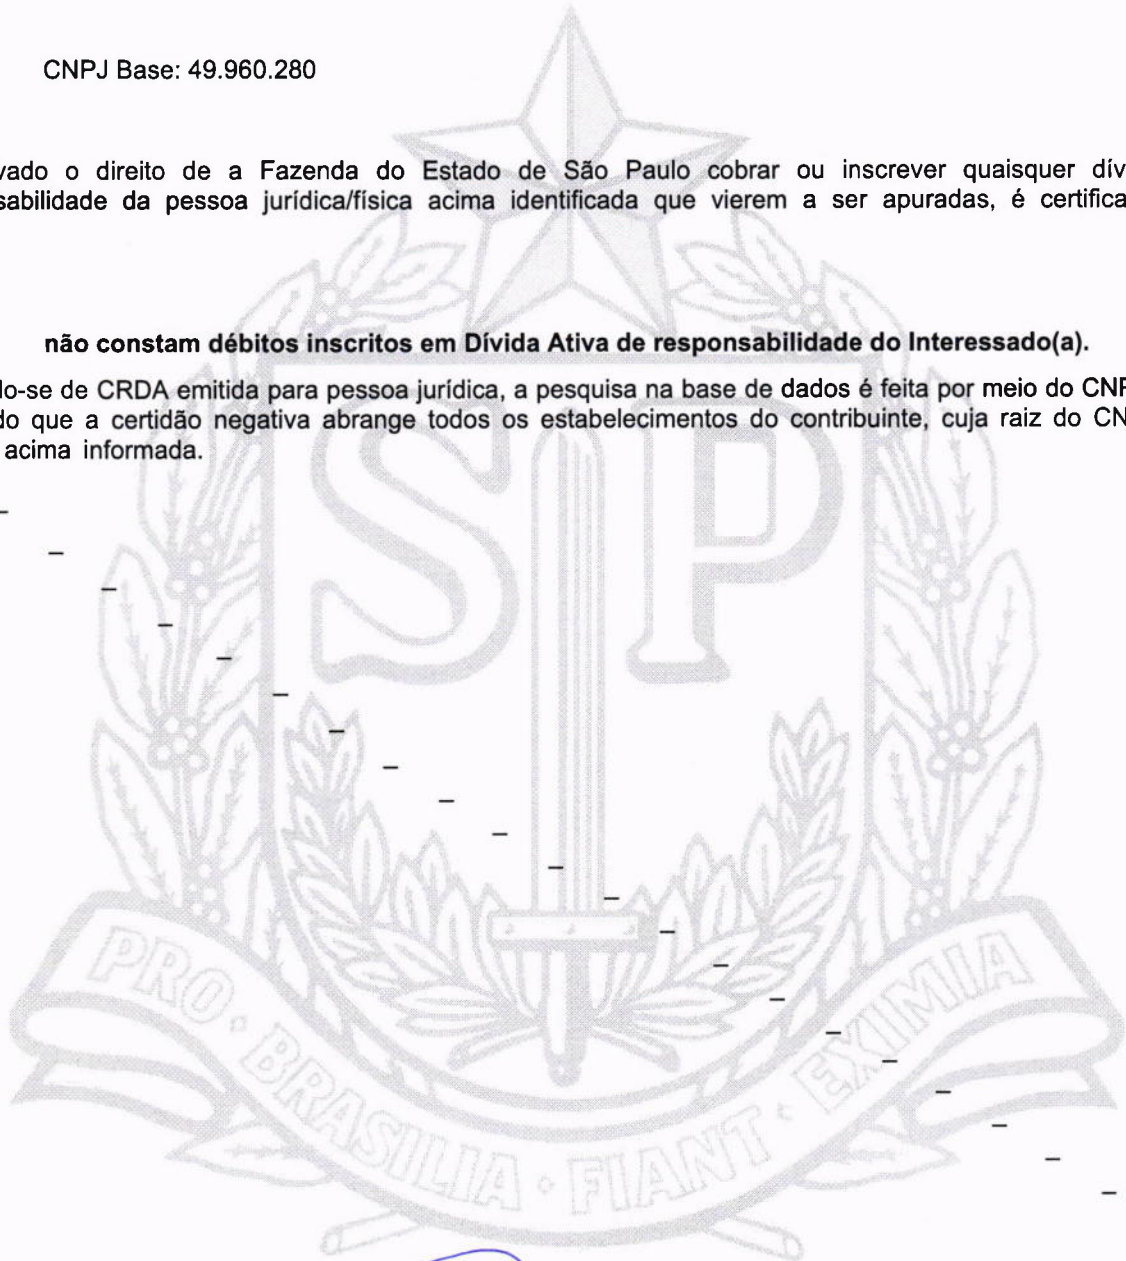 CNPJ Base: 49.960.280
vado o direito de a Fazenda do Estado de São Paulo cobrar ou inscrever quaisquer dív
sabilidade da pessoa jurídica/física acima identificada que vierem a ser apuradas, é certifica
não constam débitos inscritos em Dívida Ativa de responsabilidade do Interessado(a).
do-se de CRDA emitida para pessoa jurídica, a pesquisa na base de dados é feita por meio do CNP
do que a certidão negativa abrange todos os estabelecimentos do contribuinte, cuja raiz do CN
acima informada.
SP
PRO • BRASILIA • FIANT • EXIMIA